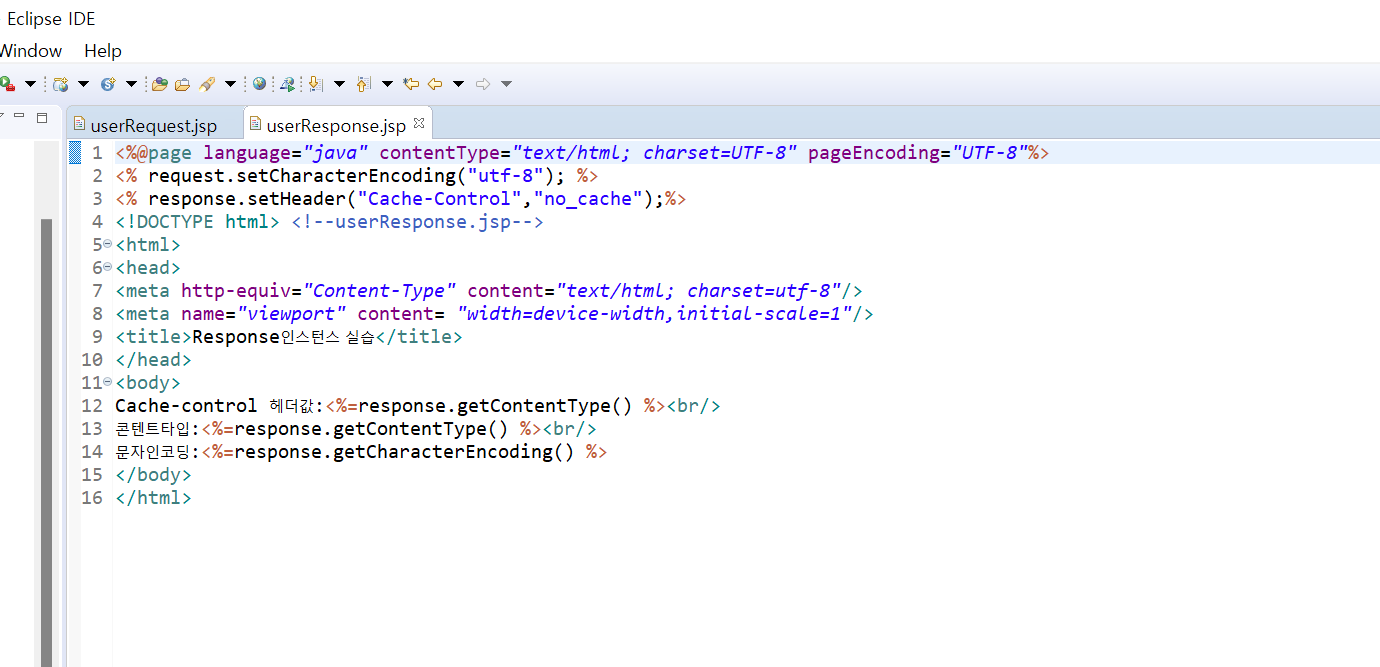 Eclipse IDE
Window Help
userRequest.jsp userResponse.jsp
1 <%@page language="java" contentType="text/html; charset=UTF-8" pageEncoding="UTF-8"%>
2 <% request.setCharacterEncoding("utf-8"); %>
3 <% response.setHeader("Cache-Control","no_cache");%>
4 <!DOCTYPE html> <!--userResponse.jsp-->
5 <html>
6 <head>
7 <meta http-equiv="Content-Type" content="text/html; charset=utf-8"/>
8 <meta name="viewport" content= "width=device-width,initial-scale=1"/>
9 <title>Response인스턴스 실습</title>
10 </head>
11 <body>
12 Cache-control 헤더값:<%=response.getContentType() %><br/>
13 콘텐트타입:<%=response.getContentType() %><br/>
14 문자인코딩:<%=response.getCharacterEncoding() %>
15 </body>
16 </html>